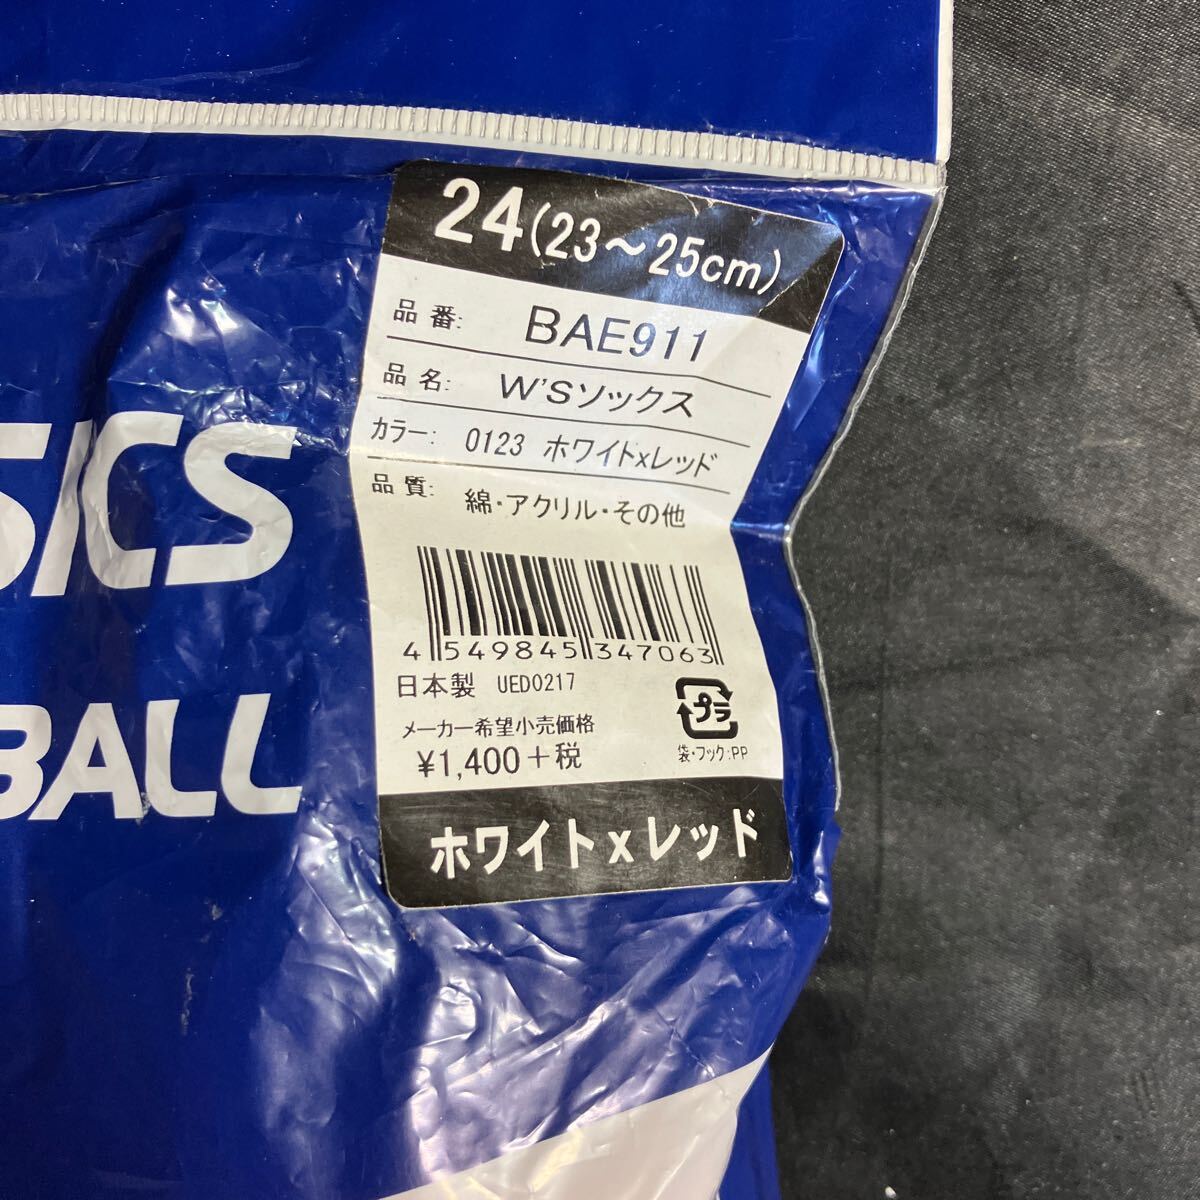 24(23～25cm)
品番: BAE911
品名: W'Sソックス
カラー: 0123 ホワイトxレッド
品質: 綿・アクリル・その他
4 549845 347063
日本製 UED0217
メーカー希望小売価格
¥1,400＋税
プラ
袋・フック:PP
ホワイトxレッド
SICS
BALL